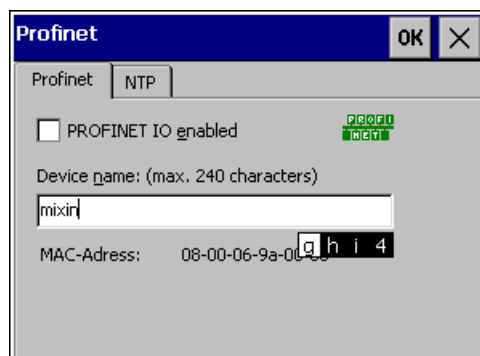 Profinet OK
Profinet NTP
PROFINET IO enabled
PROFI
NET
Device name: (max. 240 characters)
mixin
g h i 4
MAC-Adress: 08-00-06-9a-